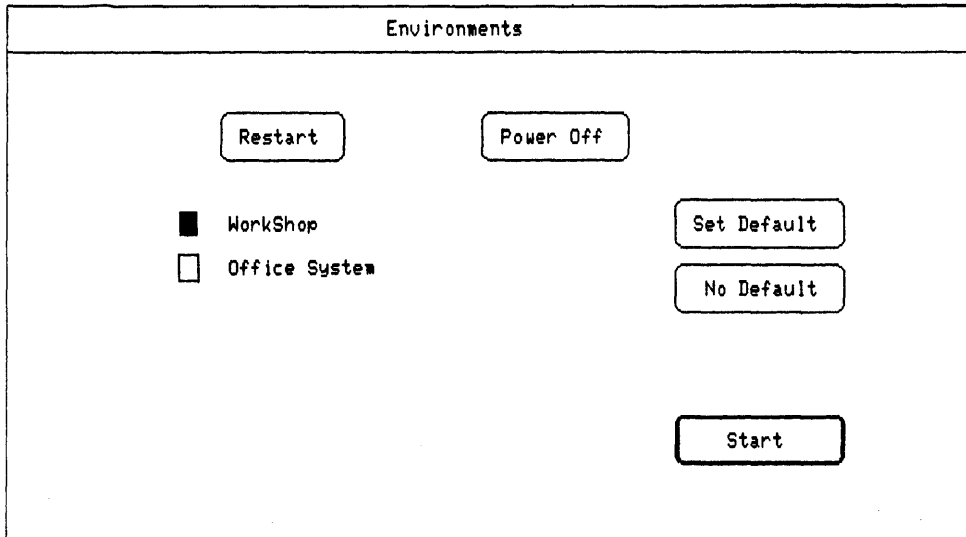 Environments
Restart
Power Off
WorkShop
Set Default
Office System
No Default
Start